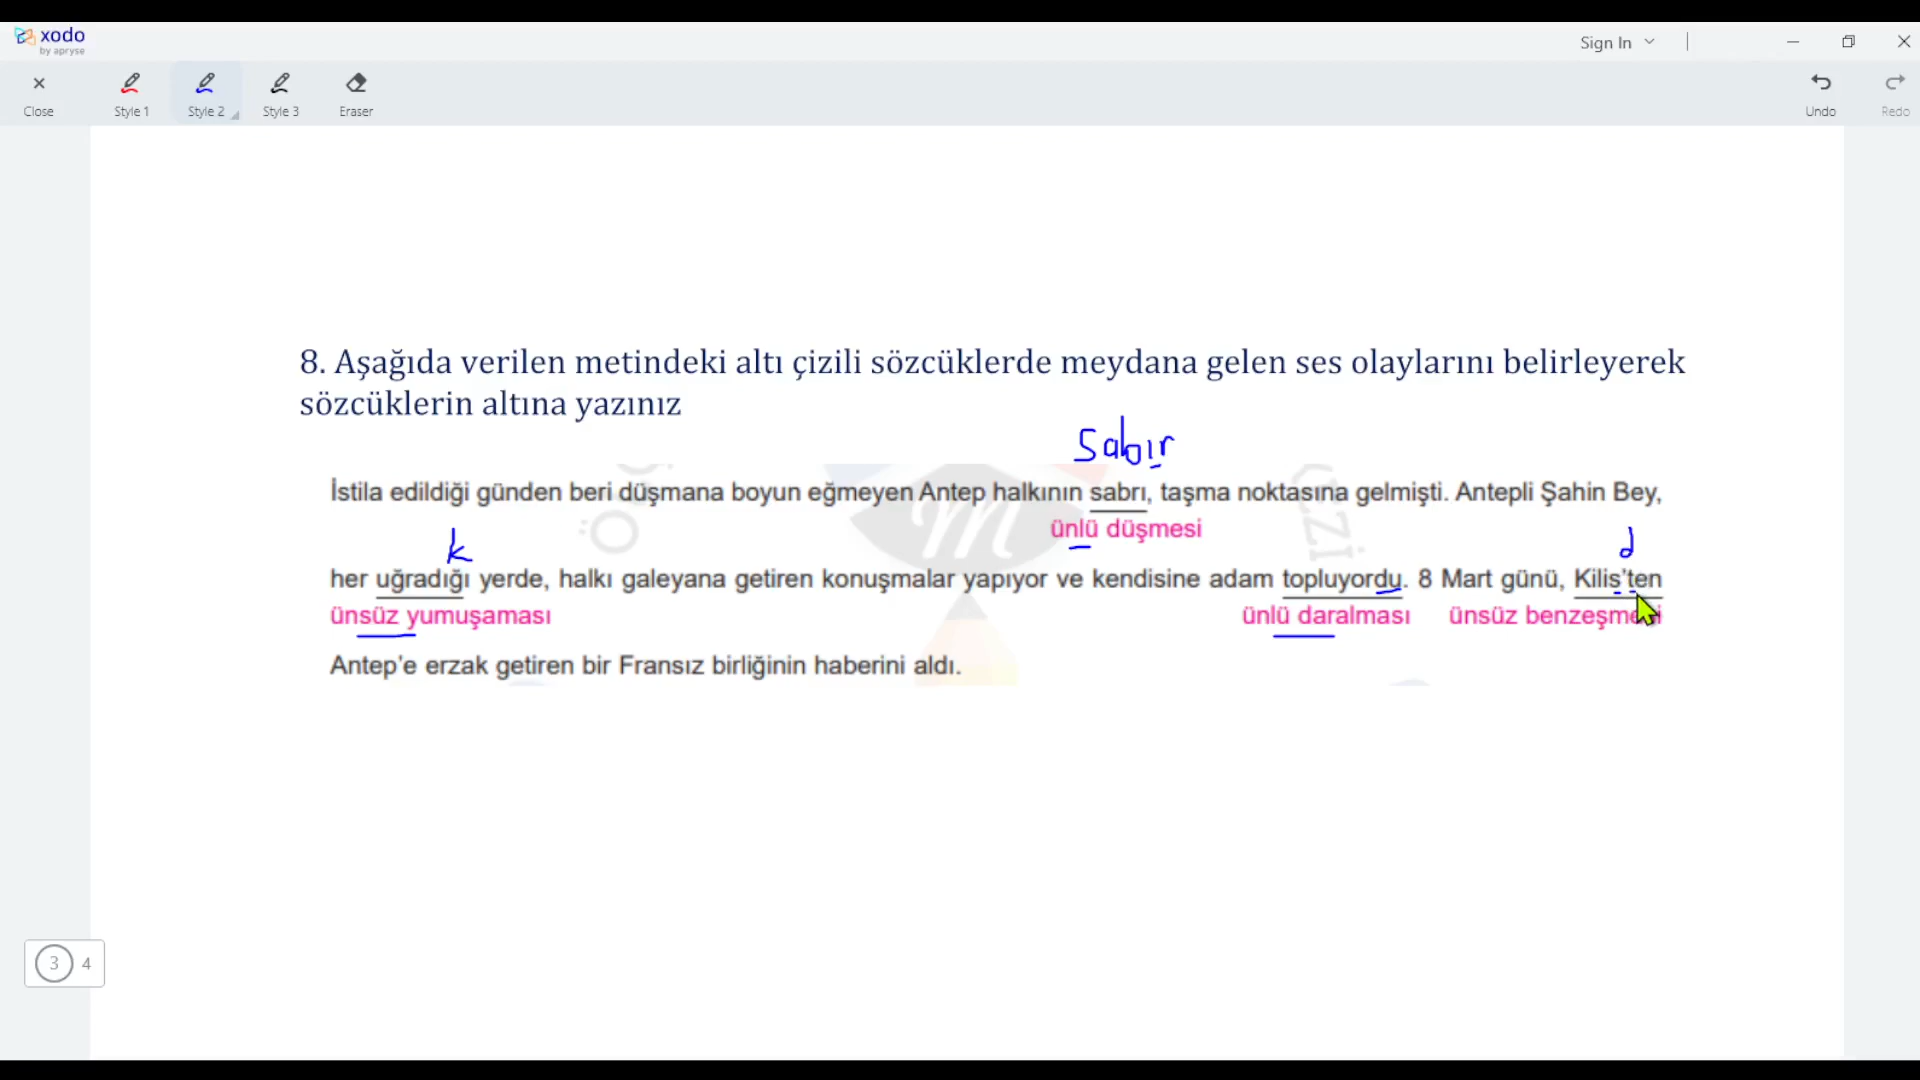 xodo
by apryse
Sign In
Close
Style 1
Style 2
Style 3
Eraser
Undo
Redo
8. Aşağıda verilen metindeki altı çizili sözcüklerde meydana gelen ses olaylarını belirleyerek
sözcüklerin altına yazınız
Sabır
İstila edildiği günden beri düşmana boyun eğmeyen Antep halkının sabrı, taşma noktasına gelmişti. Antepli Şahin Bey,
ünlü düşmesi
k
d
her uğradığı yerde, halkı galeyana getiren konuşmalar yapıyor ve kendisine adam topluyordu. 8 Mart günü, Kilis'ten
ünsüz yumuşaması
ünlü daralması
ünsüz benzeşmesi
Antep'e erzak getiren bir Fransız birliğinin haberini aldı.
3
4